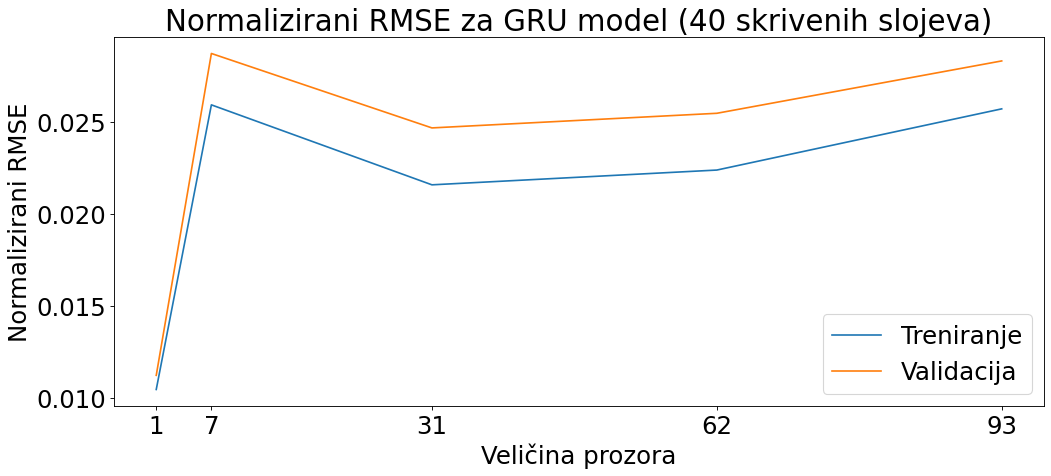 Normalizirani RMSE za GRU model (40 skrivenih slojeva)
Normalizirani RMSE
0.025
0.020
0.015
0.010
Treniranje
Validacija
1 7 31 62 93
Veličina prozora